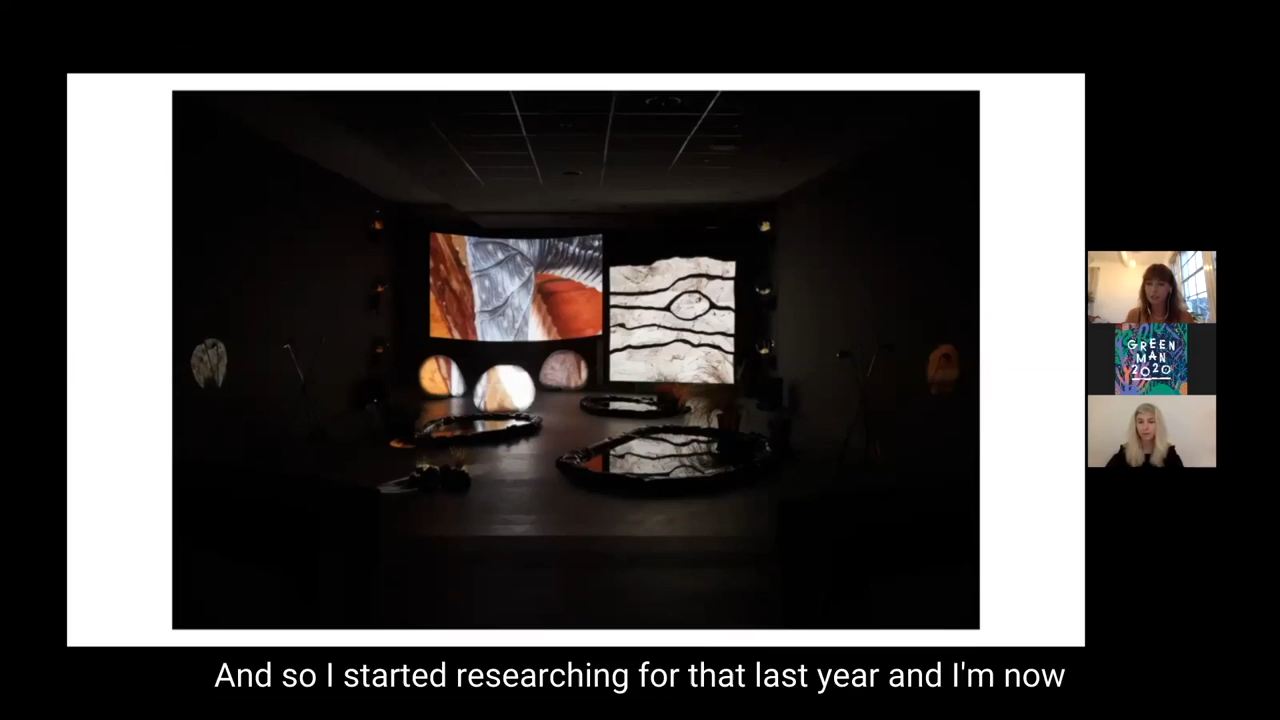 GREEN
MAN
2020
And so I started researching for that last year and I'm now